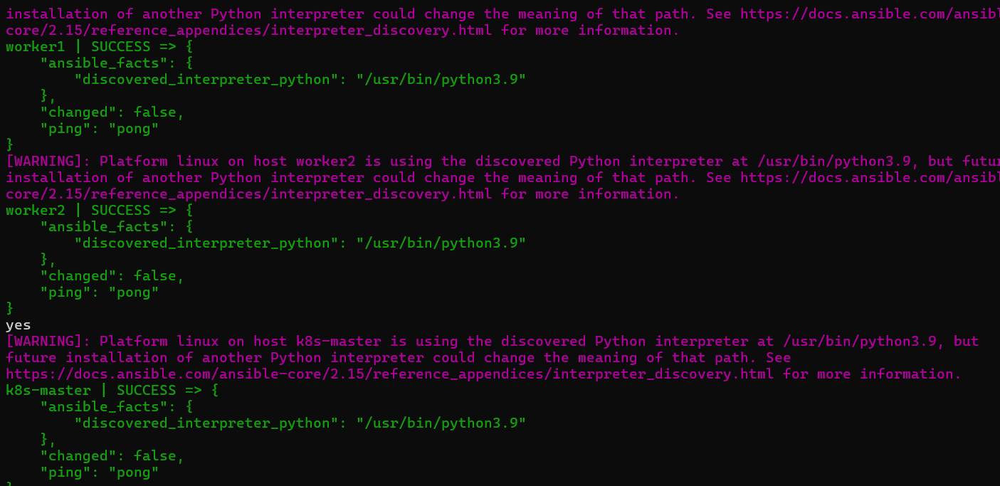 installation of another Python interpreter could change the meaning of that path. See https://docs.ansible.com/ansibl
core/2.15/reference_appendices/interpreter_discovery.html for more information.
worker1 | SUCCESS => {
    "ansible_facts": {
        "discovered_interpreter_python": "/usr/bin/python3.9"
    },
    "changed": false,
    "ping": "pong"
}
[WARNING]: Platform linux on host worker2 is using the discovered Python interpreter at /usr/bin/python3.9, but futur
installation of another Python interpreter could change the meaning of that path. See https://docs.ansible.com/ansibl
core/2.15/reference_appendices/interpreter_discovery.html for more information.
worker2 | SUCCESS => {
    "ansible_facts": {
        "discovered_interpreter_python": "/usr/bin/python3.9"
    },
    "changed": false,
    "ping": "pong"
}
yes
[WARNING]: Platform linux on host k8s-master is using the discovered Python interpreter at /usr/bin/python3.9, but
future installation of another Python interpreter could change the meaning of that path. See
https://docs.ansible.com/ansible-core/2.15/reference_appendices/interpreter_discovery.html for more information.
k8s-master | SUCCESS => {
    "ansible_facts": {
        "discovered_interpreter_python": "/usr/bin/python3.9"
    },
    "changed": false,
    "ping": "pong"
}